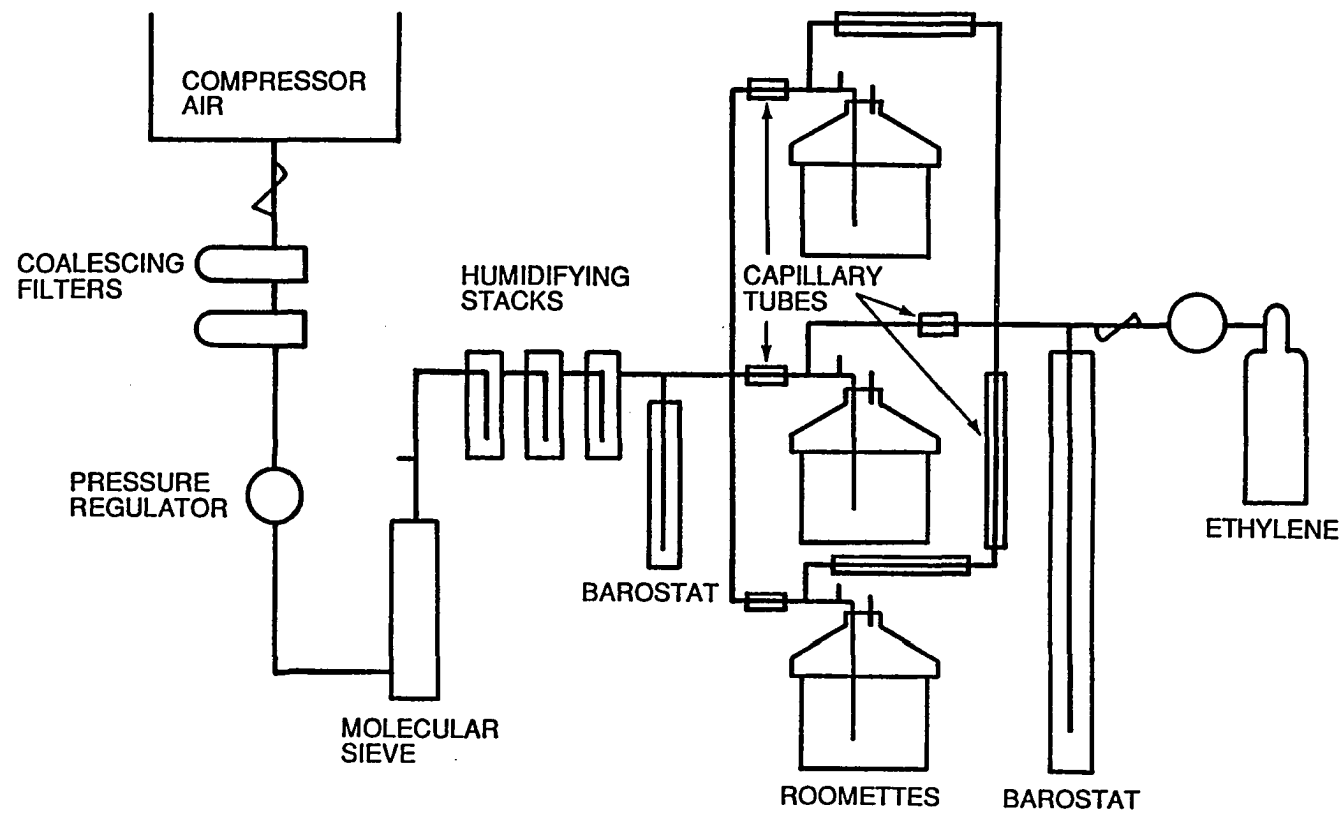 COMPRESSOR
AIR
COALESCING
FILTERS
HUMIDIFYING
STACKS
CAPILLARY
TUBES
PRESSURE
REGULATOR
ETHYLENE
BAROSTAT
MOLECULAR
SIEVE
ROOMETTES
BAROSTAT